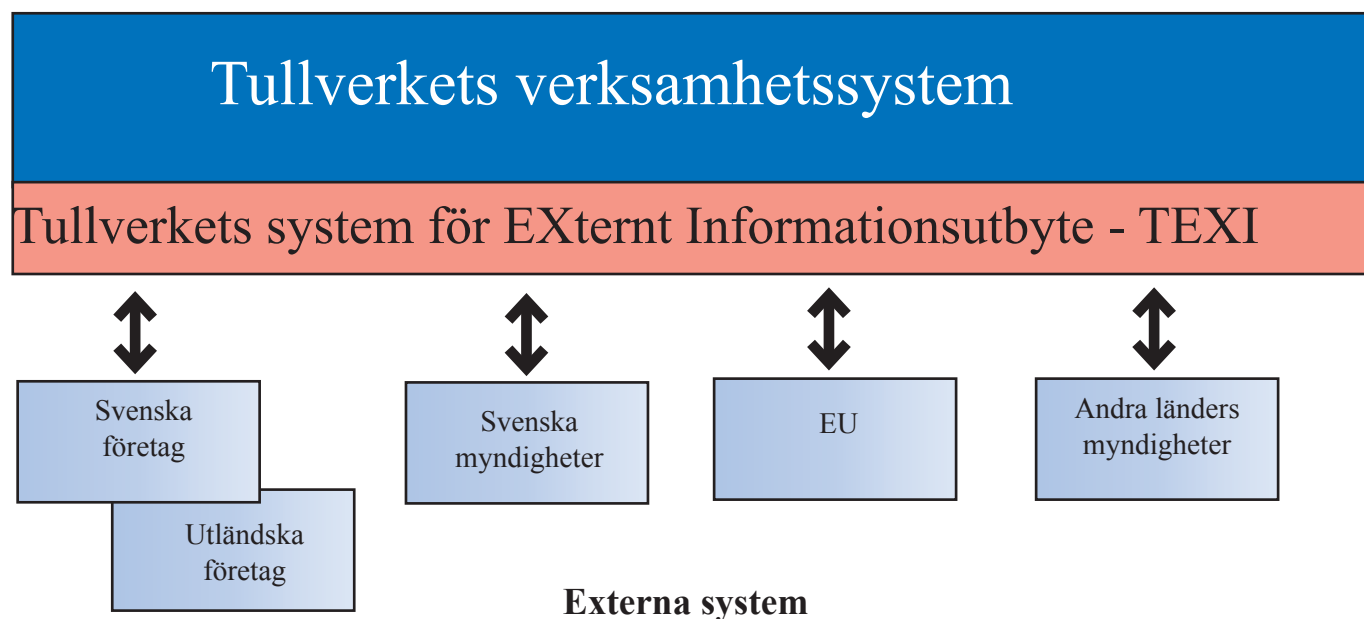 Tullverkets verksamhetssystem
Tullverkets system för EXternt Informationsutbyte - TEXI
Svenska
företag
Utländska
företag
Svenska
myndigheter
EU
Andra länders
myndigheter
Externa system